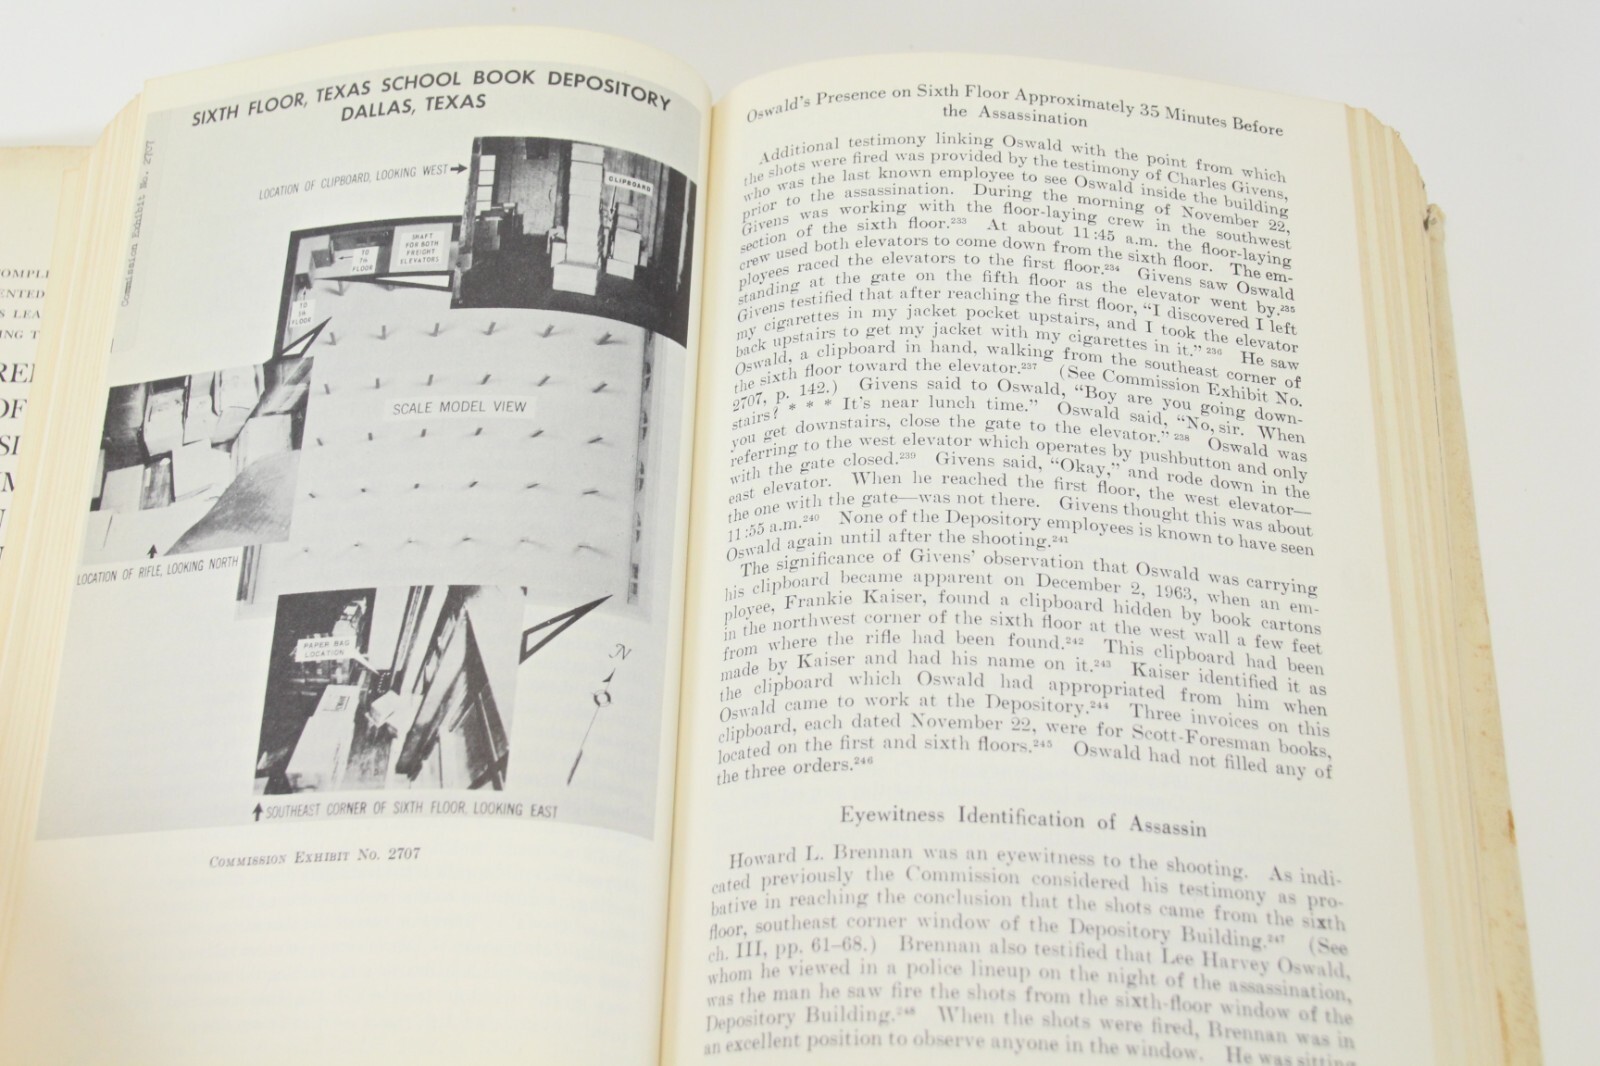 OMPLE
ENTED
S LEA
ING T
OF
SI
SIXTH FLOOR, TEXAS SCHOOL BOOK DEPOSITORY
DALLAS, TEXAS
Commission Exhibit No. 2707
LOCATION OF CLIPBOARD, LOOKING WEST
CLIPBOARD
SHAFT
FOR BOTH
FREIGHT
ELEVATORS
TO
7th
FLOOR
TO
5th
FLOOR
SCALE MODEL VIEW
LOCATION OF RIFLE, LOOKING NORTH
PAPER BAG
LOCATION
N
SOUTHEAST CORNER OF SIXTH FLOOR, LOOKING EAST
COMMISSION EXHIBIT NO. 2707
Oswald's Presence on Sixth Floor Approximately 35 Minutes Before
the Assassination
Additional testimony linking Oswald with the point from which
the shots were fired was provided by the testimony of Charles Givens,
who was the last known employee to see Oswald inside the building
prior to the assassination. During the morning of November 22,
Givens was working with the floor-laying crew in the southwest
section of the sixth floor.233 At about 11:45 a.m. the floor-laying
crew used both elevators to come down from the sixth floor. The em-
ployees raced the elevators to the first floor.234 Givens saw Oswald
standing at the gate on the fifth floor as the elevator went by.235
Givens testified that after reaching the first floor, "I discovered I left
my cigarettes in my jacket pocket upstairs, and I took the elevator
back upstairs to get my jacket with my cigarettes in it." 236 He saw
Oswald, a clipboard in hand, walking from the southeast corner of
the sixth floor toward the elevator.237 (See Commission Exhibit No.
2707, p. 142.) Givens said to Oswald, "Boy are you going down-
stairs? * * * It's near lunch time." Oswald said, "No, sir. When
you get downstairs, close the gate to the elevator." 238 Oswald was
referring to the west elevator which operates by pushbutton and only
with the gate closed.239 Givens said, "Okay," and rode down in the
east elevator. When he reached the first floor, the west elevator—
the one with the gate—was not there. Givens thought this was about
11:55 a.m.240 None of the Depository employees is known to have seen
Oswald again until after the shooting.241
The significance of Givens' observation that Oswald was carrying
his clipboard became apparent on December 2, 1963, when an em-
ployee, Frankie Kaiser, found a clipboard hidden by book cartons
in the northwest corner of the sixth floor at the west wall a few feet
from where the rifle had been found.242 This clipboard had been
made by Kaiser and had his name on it.243 Kaiser identified it as
the clipboard which Oswald had appropriated from him when
Oswald came to work at the Depository.244 Three invoices on this
clipboard, each dated November 22, were for Scott-Foresman books,
located on the first and sixth floors.245 Oswald had not filled any of
the three orders.246
Eyewitness Identification of Assassin
Howard L. Brennan was an eyewitness to the shooting. As indi-
cated previously the Commission considered his testimony as pro-
bative in reaching the conclusion that the shots came from the sixth
floor, southeast corner window of the Depository Building.247 (See
ch. III, pp. 61–68.) Brennan also testified that Lee Harvey Oswald,
whom he viewed in a police lineup on the night of the assassination,
was the man he saw fire the shots from the sixth-floor window of the
Depository Building.248 When the shots were fired, Brennan was in
an excellent position to observe anyone in the window. He was sitting